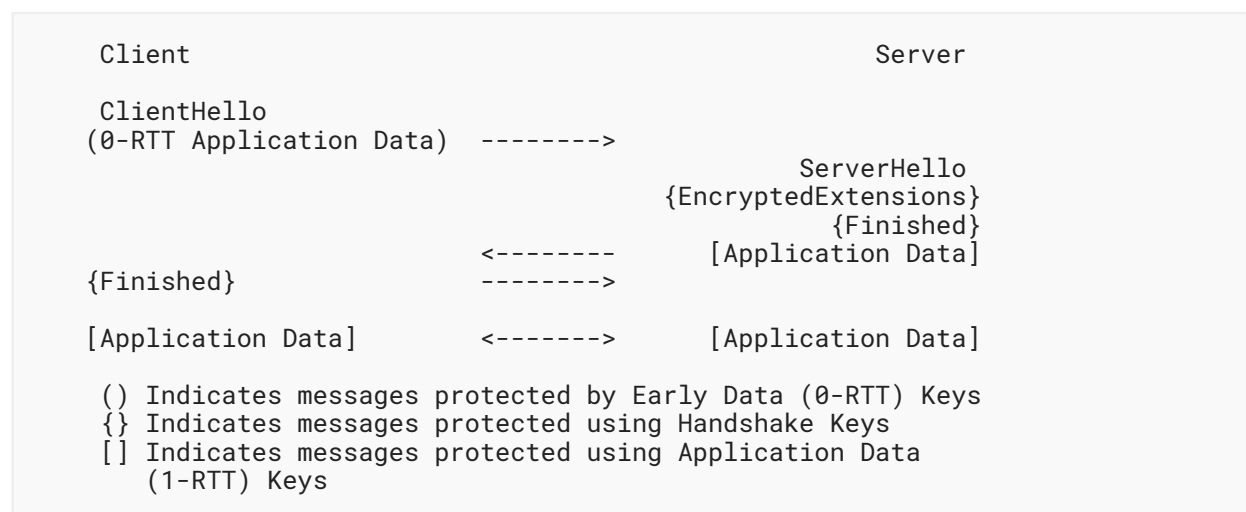 Client Server
ClientHello
(0-RTT Application Data) -------->
ServerHello
{EncryptedExtensions}
{Finished}
<-------- [Application Data]
{Finished} -------->
[Application Data] <-------> [Application Data]
() Indicates messages protected by Early Data (0-RTT) Keys
{} Indicates messages protected using Handshake Keys
[] Indicates messages protected using Application Data
(1-RTT) Keys